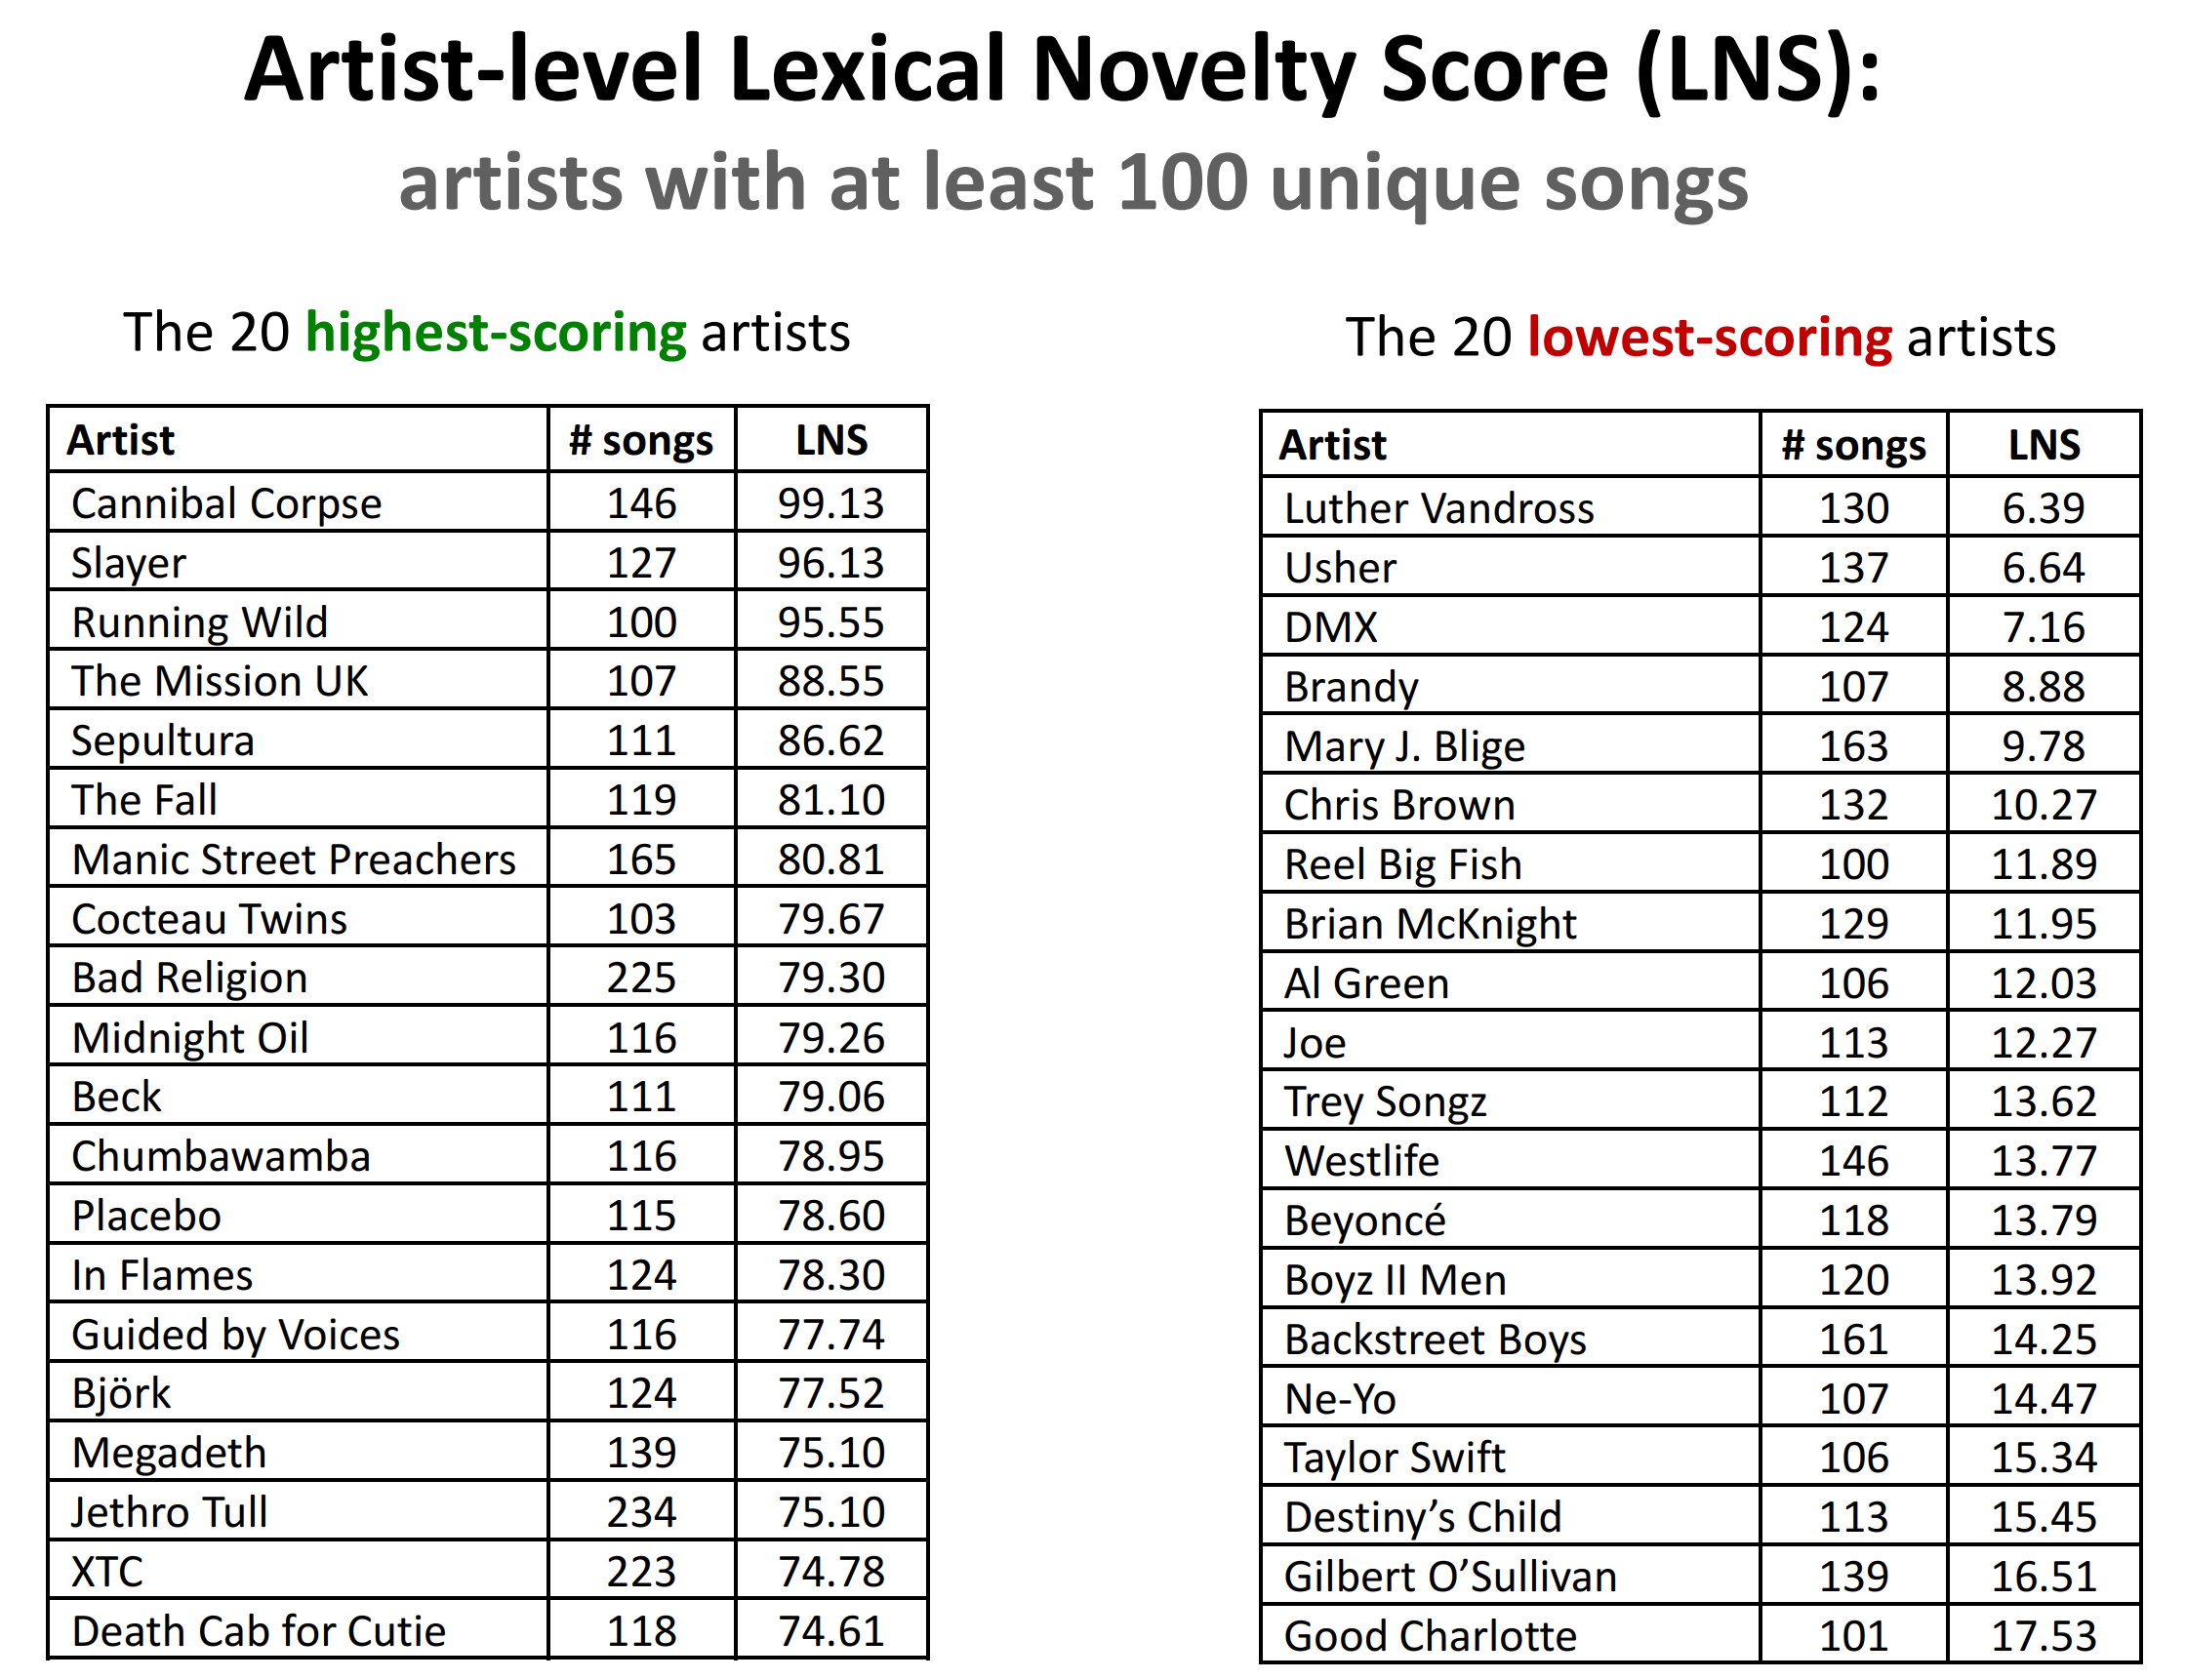 Artist-level Lexical Novelty Score (LNS):
artists with at least 100 unique songs
The 20 highest-scoring artists
Artist # songs LNS
Cannibal Corpse 146 99.13
Slayer 127 96.13
Running Wild 100 95.55
The Mission UK 107 88.55
Sepultura 111 86.62
The Fall 119 81.10
Manic Street Preachers 165 80.81
Cocteau Twins 103 79.67
Bad Religion 225 79.30
Midnight Oil 116 79.26
Beck 111 79.06
Chumbawamba 116 78.95
Placebo 115 78.60
In Flames 124 78.30
Guided by Voices 116 77.74
Björk 124 77.52
Megadeth 139 75.10
Jethro Tull 234 75.10
XTC 223 74.78
Death Cab for Cutie 118 74.61
The 20 lowest-scoring artists
Artist # songs LNS
Luther Vandross 130 6.39
Usher 137 6.64
DMX 124 7.16
Brandy 107 8.88
Mary J. Blige 163 9.78
Chris Brown 132 10.27
Reel Big Fish 100 11.89
Brian McKnight 129 11.95
Al Green 106 12.03
Joe 113 12.27
Trey Songz 112 13.62
Westlife 146 13.77
Beyoncé 118 13.79
Boyz II Men 120 13.92
Backstreet Boys 161 14.25
Ne-Yo 107 14.47
Taylor Swift 106 15.34
Destiny’s Child 113 15.45
Gilbert O’Sullivan 139 16.51
Good Charlotte 101 17.53